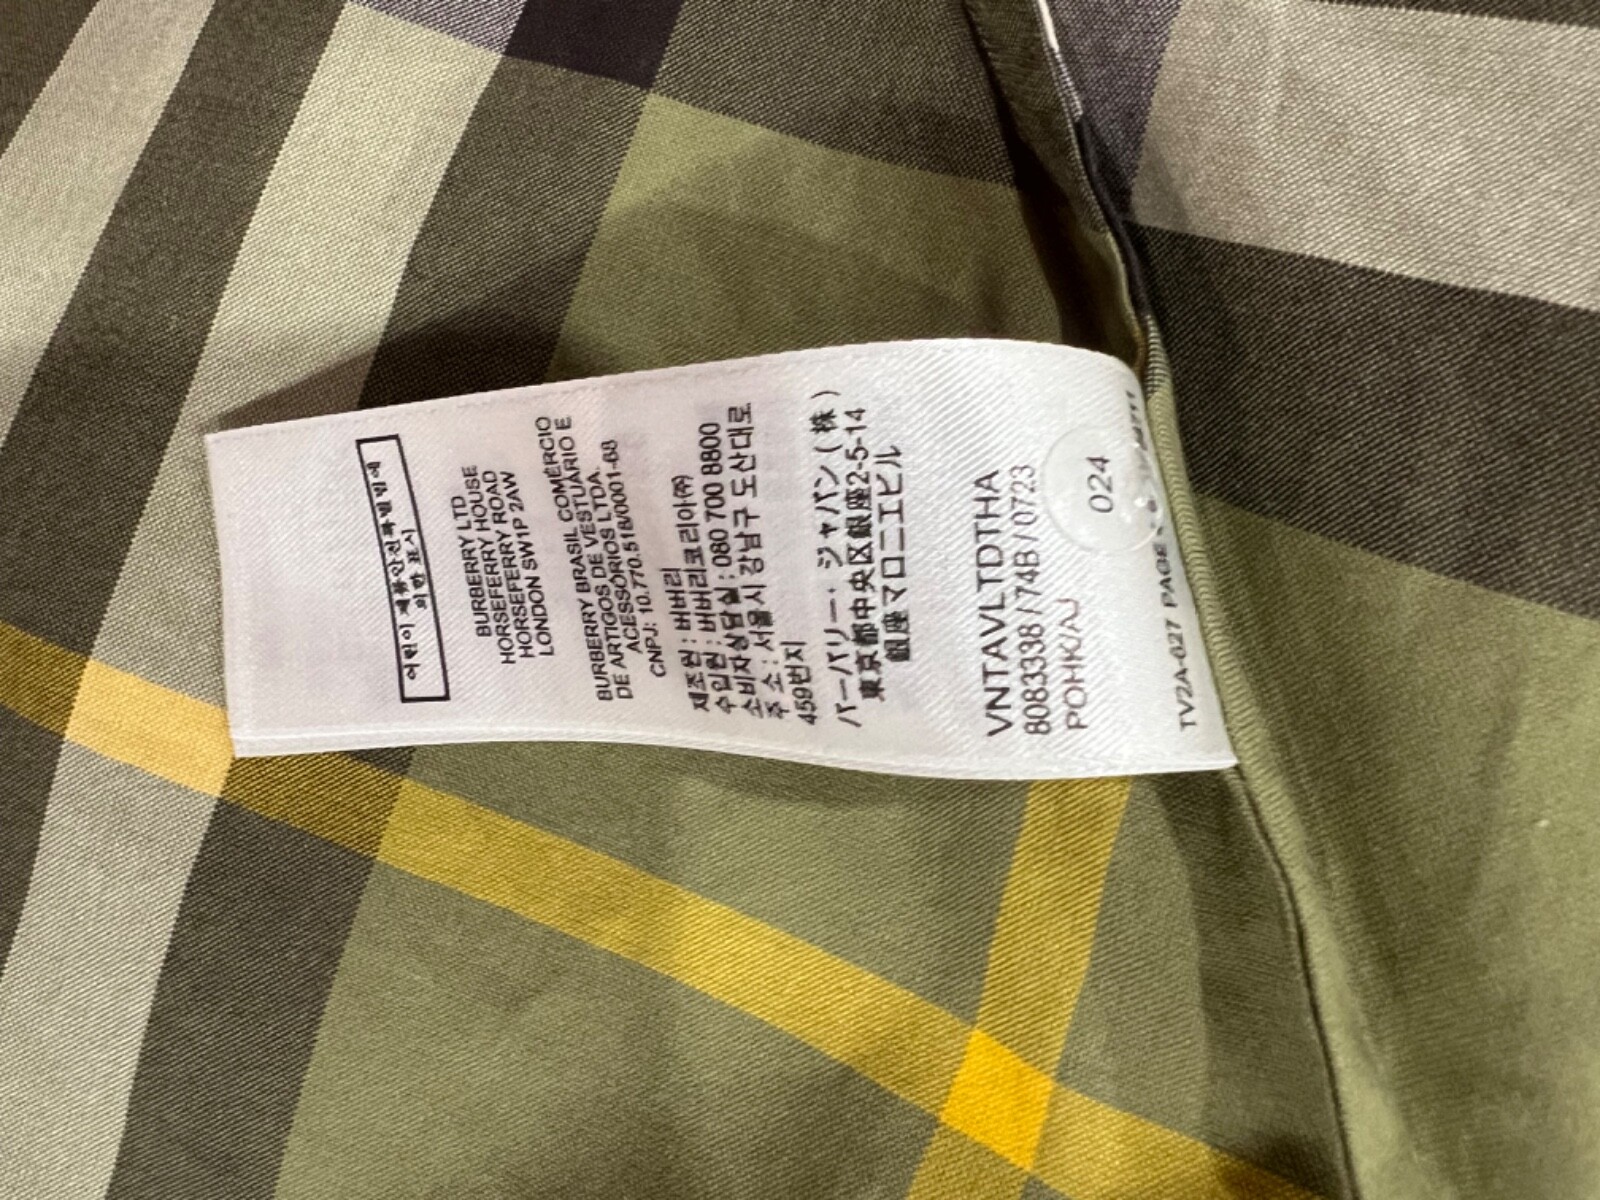 어린이 제품안전특별법에
의한 표시
BURBERRY LTD
BURBERRY HOUSE
HORSEFERRY ROAD
LONDON SW1P 2AW
BURBERRY BRASIL COMÉRCIO
DE ARTIGOS DE VESTUÁRIO E
ACESSÓRIOS LTDA.
CNPJ: 10.770.518/0001-68
제조원 : 버버리
수입원 : 버버리코리아㈜
소비자상담실 : 080 700 8800
주 소 : 서울시 강남구 도산대로
459번지
バーバリー・ジャパン(株)
東京都中央区銀座2-5-14
銀座マロニエビル
VNTAVLTDTHA
8083338/74B/0723
POHKIAJ
024
TV2A-627 PAGE